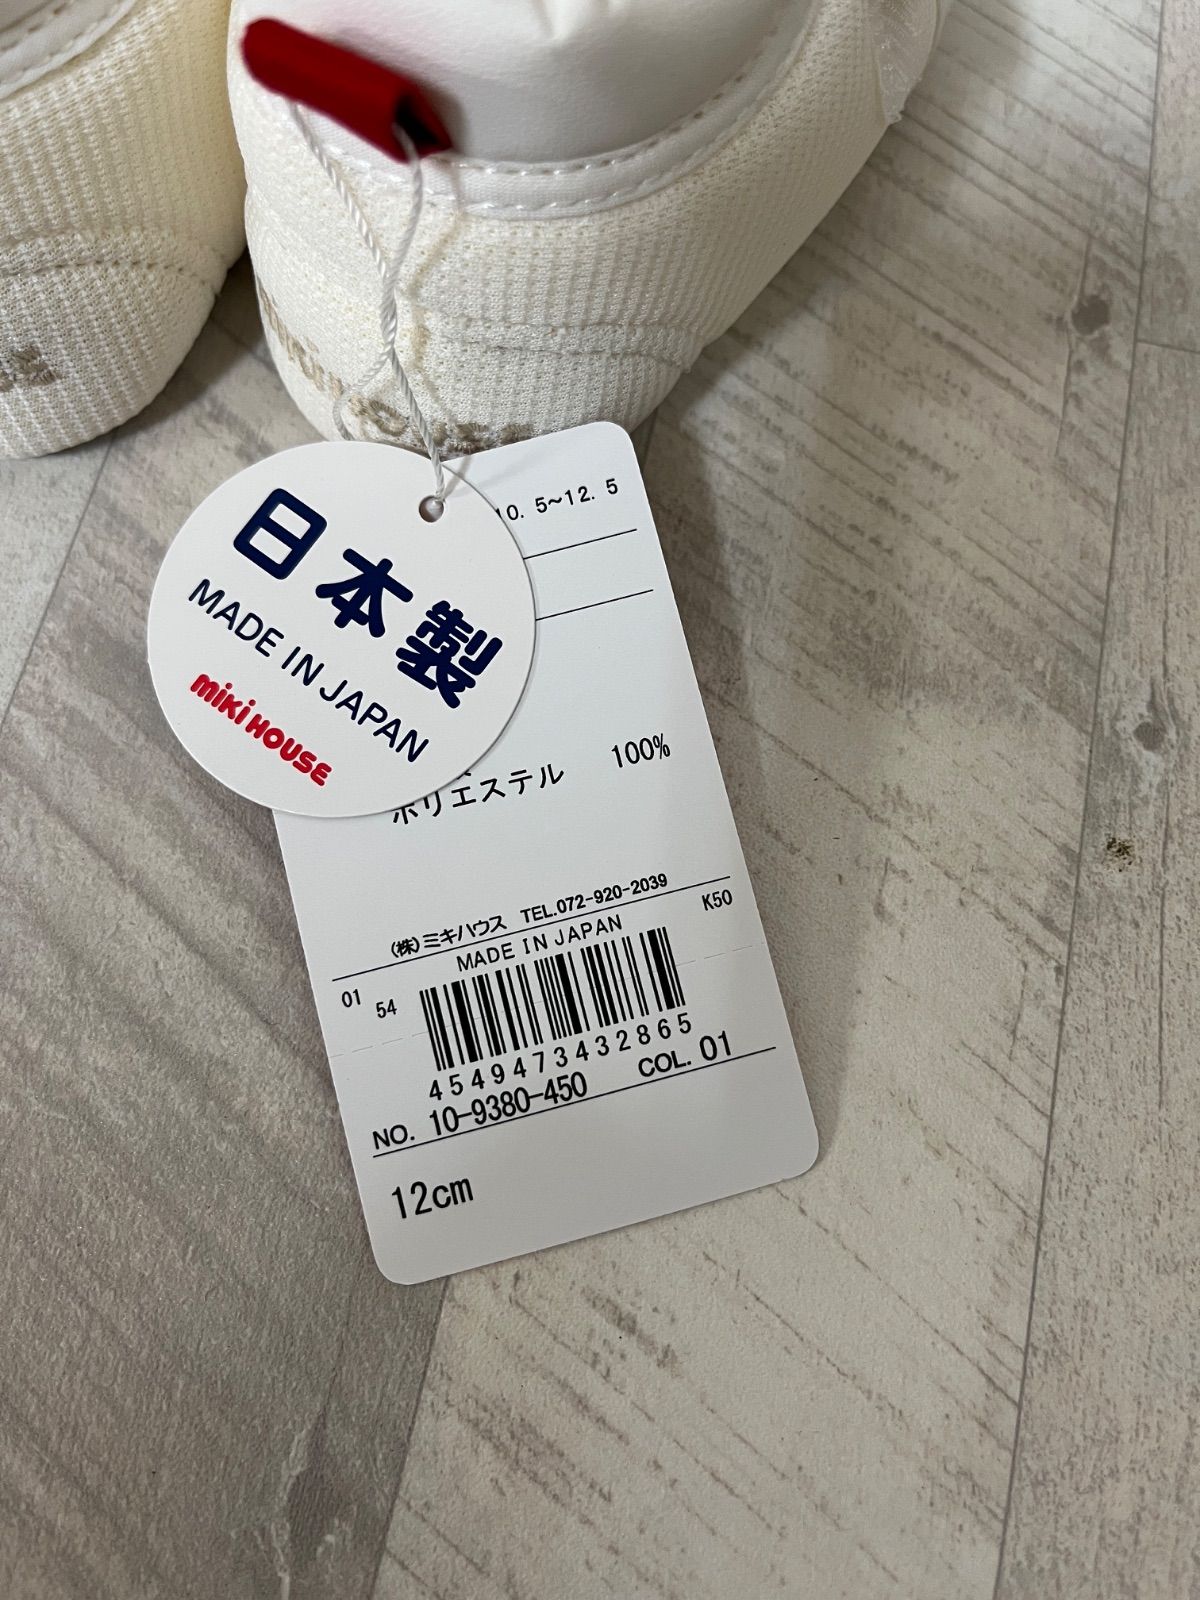 日本製
MADE IN JAPAN
mikiHOUSE
10. 5~12. 5
ポリエステル 100%
(株)ミキハウス TEL.072-920-2039
MADE IN JAPAN
K50
01 54
4549473432865
NO. 10-9380-450 COL. 01
12cm